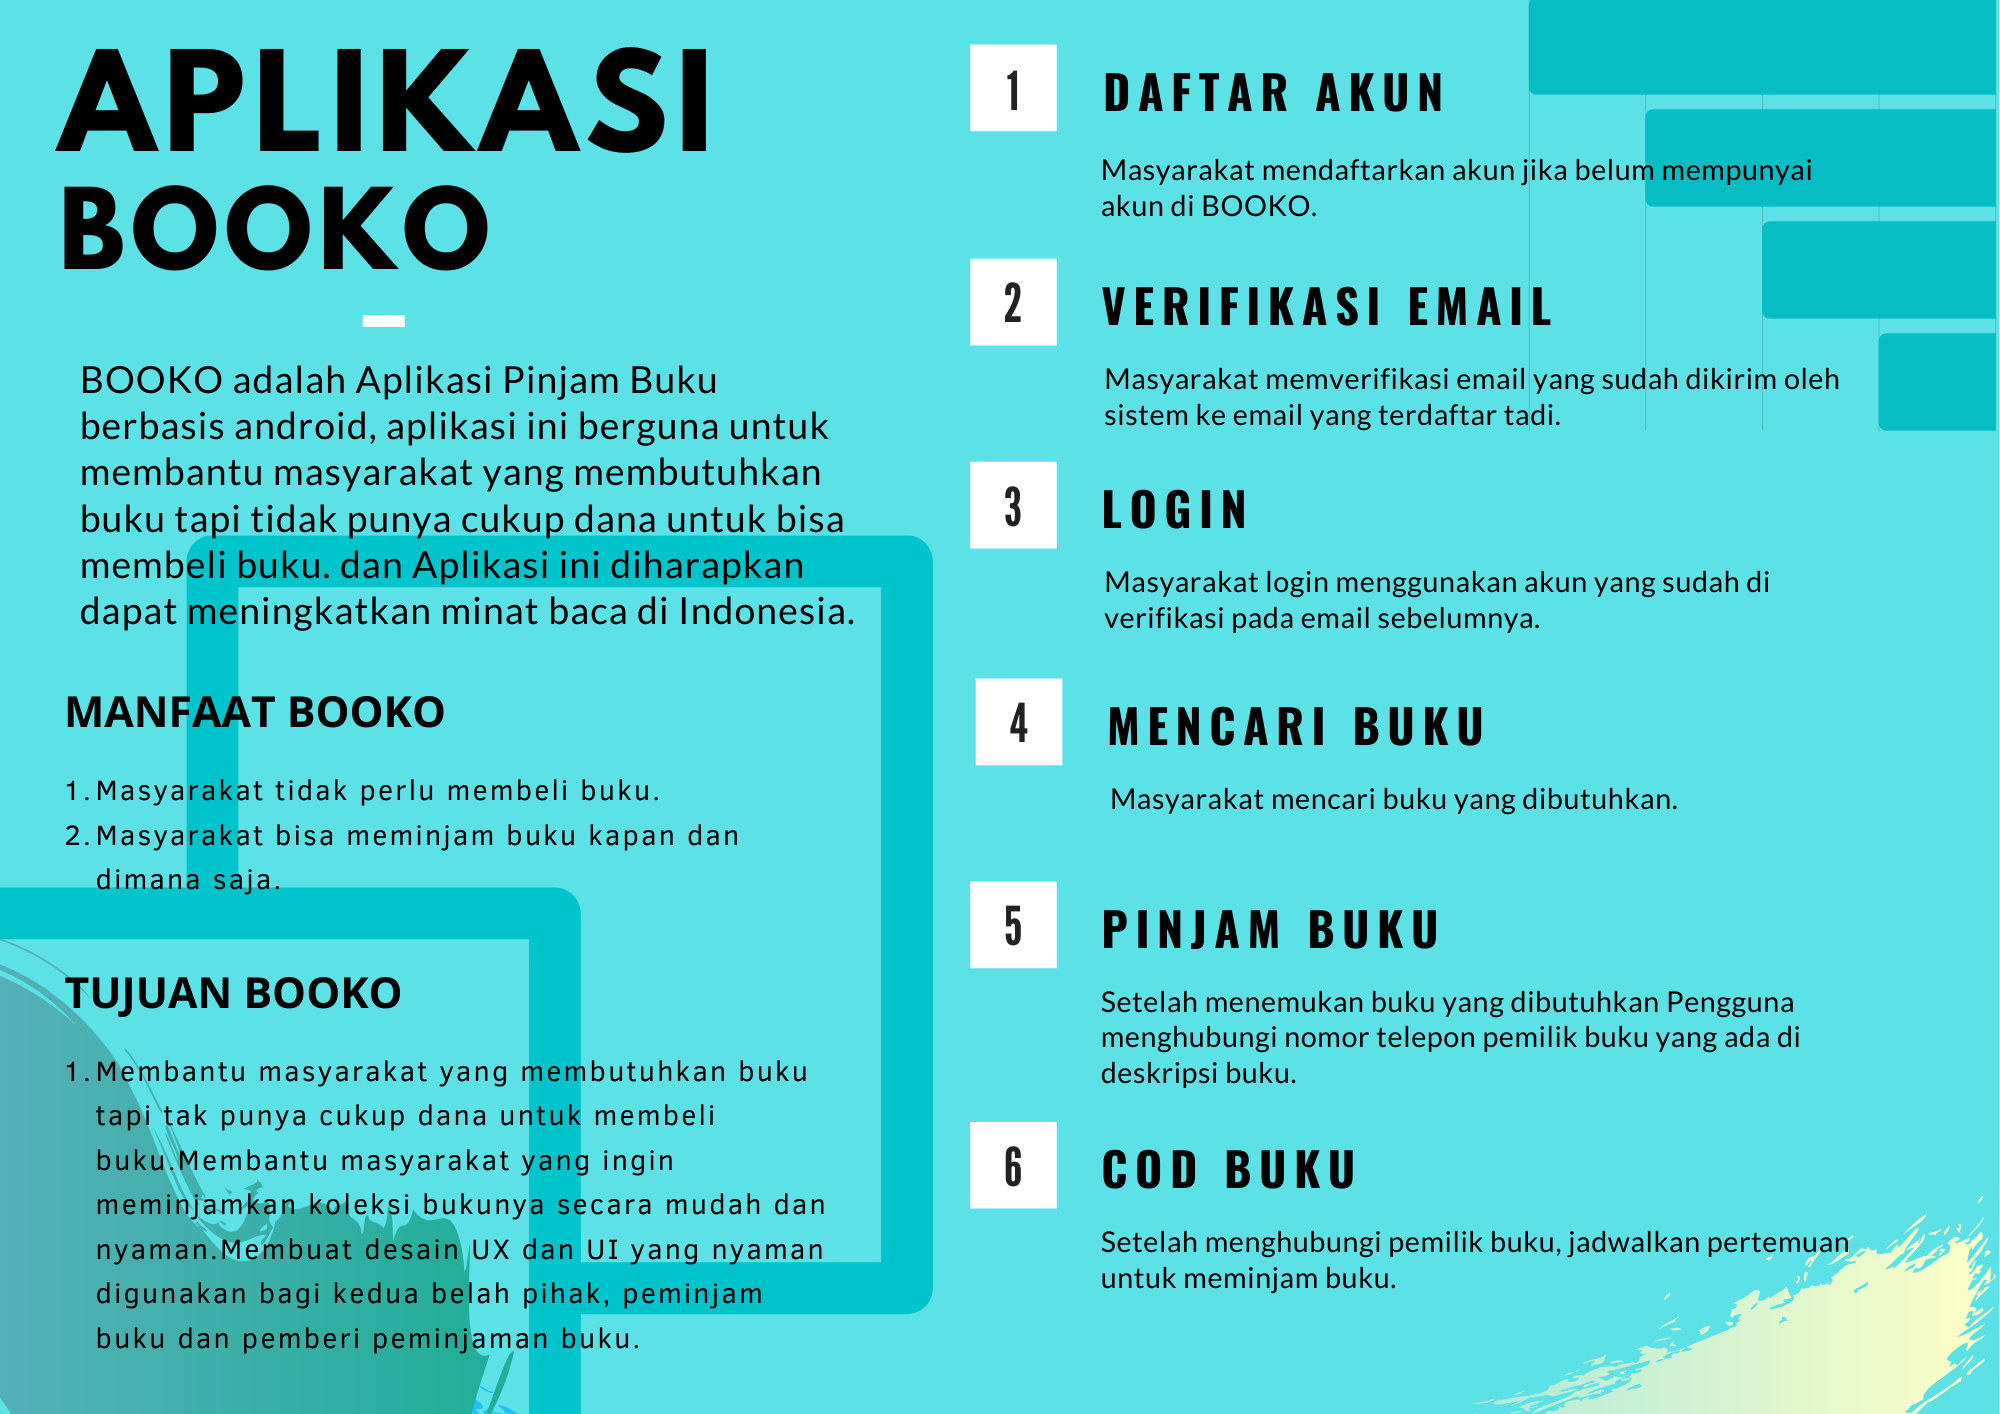 APLIKASI
BOOKO
BOOKO adalah Aplikasi Pinjam Buku
berbasis android, aplikasi ini berguna untuk
membantu masyarakat yang membutuhkan
buku tapi tidak punya cukup dana untuk bisa
membeli buku. dan Aplikasi ini diharapkan
dapat meningkatkan minat baca di Indonesia.
MANFAAT BOOKO
1. Masyarakat tidak perlu membeli buku.
2. Masyarakat bisa meminjam buku kapan dan
dimana saja.
TUJUAN BOOKO
1. Membantu masyarakat yang membutuhkan buku
tapi tak punya cukup dana untuk membeli
buku.Membantu masyarakat yang ingin
meminjamkan koleksi bukunya secara mudah dan
nyaman.Membuat desain UX dan UI yang nyaman
digunakan bagi kedua belah pihak, peminjam
buku dan pemberi peminjaman buku.
1
DAFTAR AKUN
Masyarakat mendaftarkan akun jika belum mempunyai
akun di BOOKO.
2
VERIFIKASI EMAIL
Masyarakat memverifikasi email yang sudah dikirim oleh
sistem ke email yang terdaftar tadi.
3
LOGIN
Masyarakat login menggunakan akun yang sudah di
verifikasi pada email sebelumnya.
4
MENCARI BUKU
Masyarakat mencari buku yang dibutuhkan.
5
PINJAM BUKU
Setelah menemukan buku yang dibutuhkan Pengguna
menghubungi nomor telepon pemilik buku yang ada di
deskripsi buku.
6
COD BUKU
Setelah menghubungi pemilik buku, jadwalkan pertemuan
untuk meminjam buku.